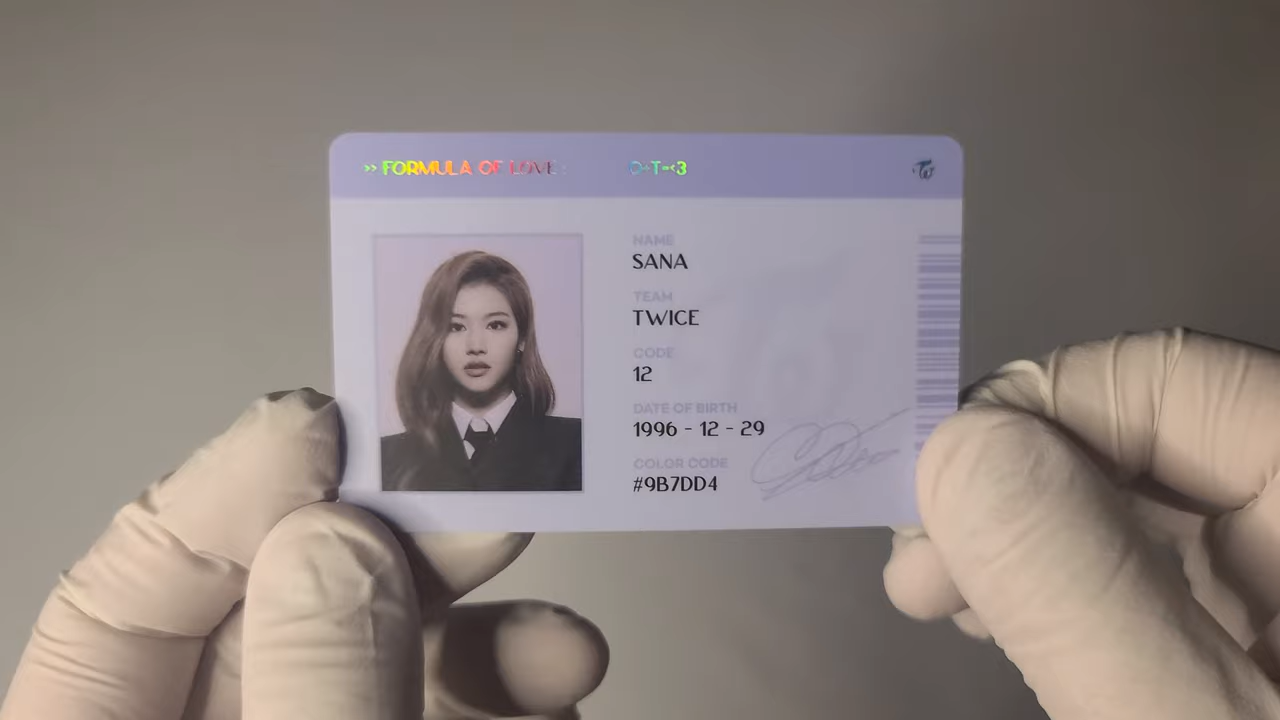 >> FORMULA OF LOVE: O+T=<3
NAME
SANA
TEAM
TWICE
CODE
12
DATE OF BIRTH
1996 - 12 - 29
COLOR CODE
#9B7DD4